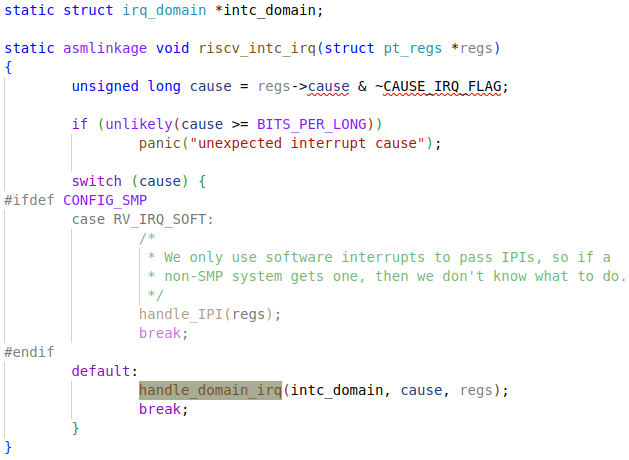 static struct irq_domain *intc_domain;
static asmlinkage void riscv_intc_irq(struct pt_regs *regs)
{
unsigned long cause = regs->cause & ~CAUSE_IRQ_FLAG;
if (unlikely(cause >= BITS_PER_LONG))
panic("unexpected interrupt cause");
switch (cause) {
#ifdef CONFIG_SMP
case RV_IRQ_SOFT:
/*
* We only use software interrupts to pass IPIs, so if a
* non-SMP system gets one, then we don't know what to do.
*/
handle_IPI(regs);
break;
#endif
default:
handle_domain_irq(intc_domain, cause, regs);
break;
}
}